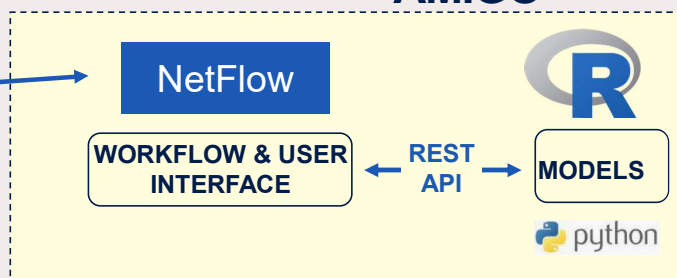 NetFlow
R
WORKFLOW & USER
INTERFACE
REST
API
MODELS
python